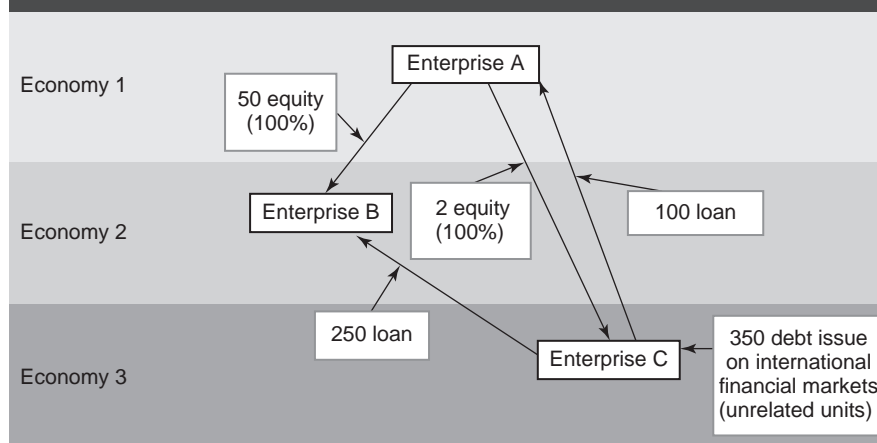 Economy 1
Enterprise A
50 equity
(100%)
Economy 2
Enterprise B
2 equity
(100%)
100 loan
250 loan
Economy 3
Enterprise C
350 debt issue
on international
financial markets
(unrelated units)